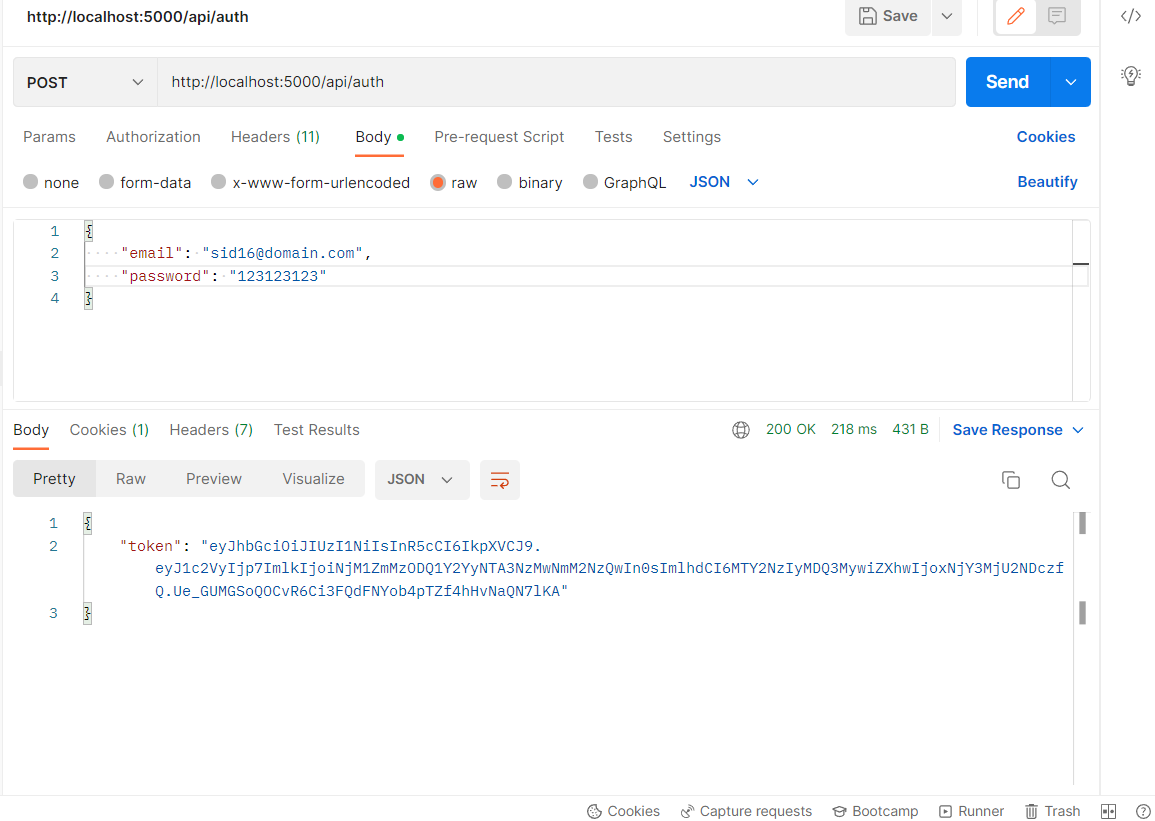 http://localhost:5000/api/auth
Save
POST
http://localhost:5000/api/auth
Send
Params Authorization Headers (11) Body Pre-request Script Tests Settings Cookies
none form-data x-www-form-urlencoded raw binary GraphQL JSON Beautify
1 {
2 "email": "sid16@domain.com",
3 "password": "123123123"
4 }
Body Cookies (1) Headers (7) Test Results 200 OK 218 ms 431 B Save Response
Pretty Raw Preview Visualize JSON
1 {
2 "token": "eyJhbGciOiJIUzI1NiIsInR5cCI6IkpXVCJ9.
eyJ1c2VyIjp7ImlkIjoiNjM1ZmMzODQ1Y2YyNTA3NzMwNmM2NzQwIn0sImlhdCI6MTY2NzIyMDQ3MywiZXhwIjoxNjY3MjU2NDczf
Q.Ue_GUMGSoQOCvR6Ci3FQdFNYob4pTZf4hHvNaQN7lKA"
3 }
Cookies Capture requests Bootcamp Runner Trash